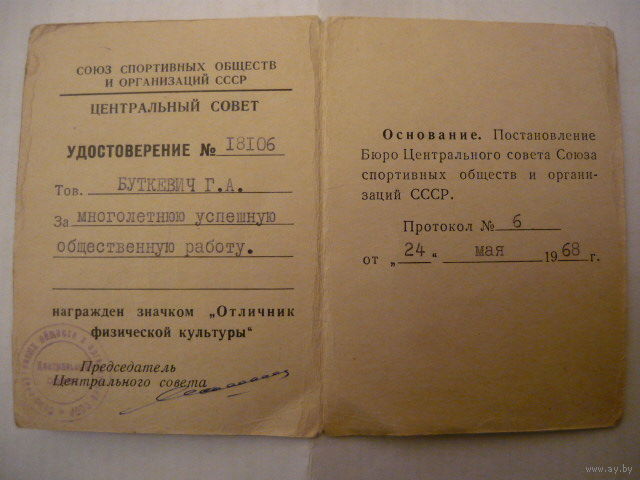 СОЮЗ СПОРТИВНЫХ ОБЩЕСТВ
И ОРГАНИЗАЦИЙ СССР
ЦЕНТРАЛЬНЫЙ СОВЕТ
УДОСТОВЕРЕНИЕ № I8I06
Тов. БУТКЕВИЧ Г.А.
За многолетнюю успешную
общественную работу.
награжден значком „Отличник
физической культуры“
Председатель
Центрального совета
Основание. Постановление
Бюро Центрального совета Союза
спортивных обществ и органи-
заций СССР.
Протокол № 6
от „24“ мая 1968 г.
www.ay.by